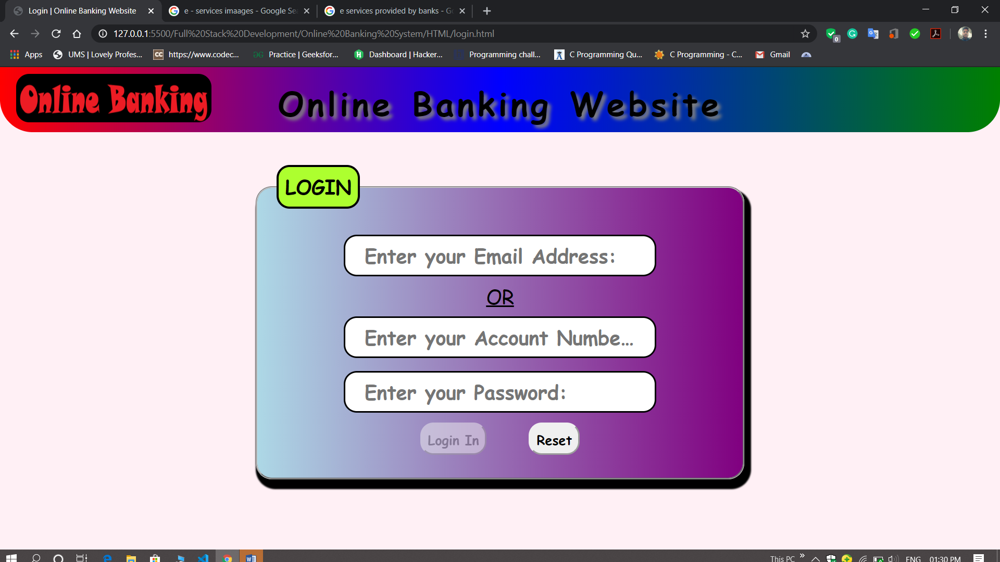 Login | Online Banking Website
e - services imaages - Google Se
e services provided by banks - G
127.0.0.1:5500/Full%20Stack%20Development/Online%20Banking%20System/HTML/login.html
0
Apps
UMS | Lovely Profes...
CC
https://www.codec...
Practice | Geeksfor...
Dashboard | Hacker...
Programming chall...
C Programming Qu...
C Programming - C...
Gmail
Online Banking
Online Banking Website
LOGIN
Enter your Email Address:
OR
Enter your Account Numbe...
Enter your Password:
Login In
Reset
This PC
ENG
01:30 PM